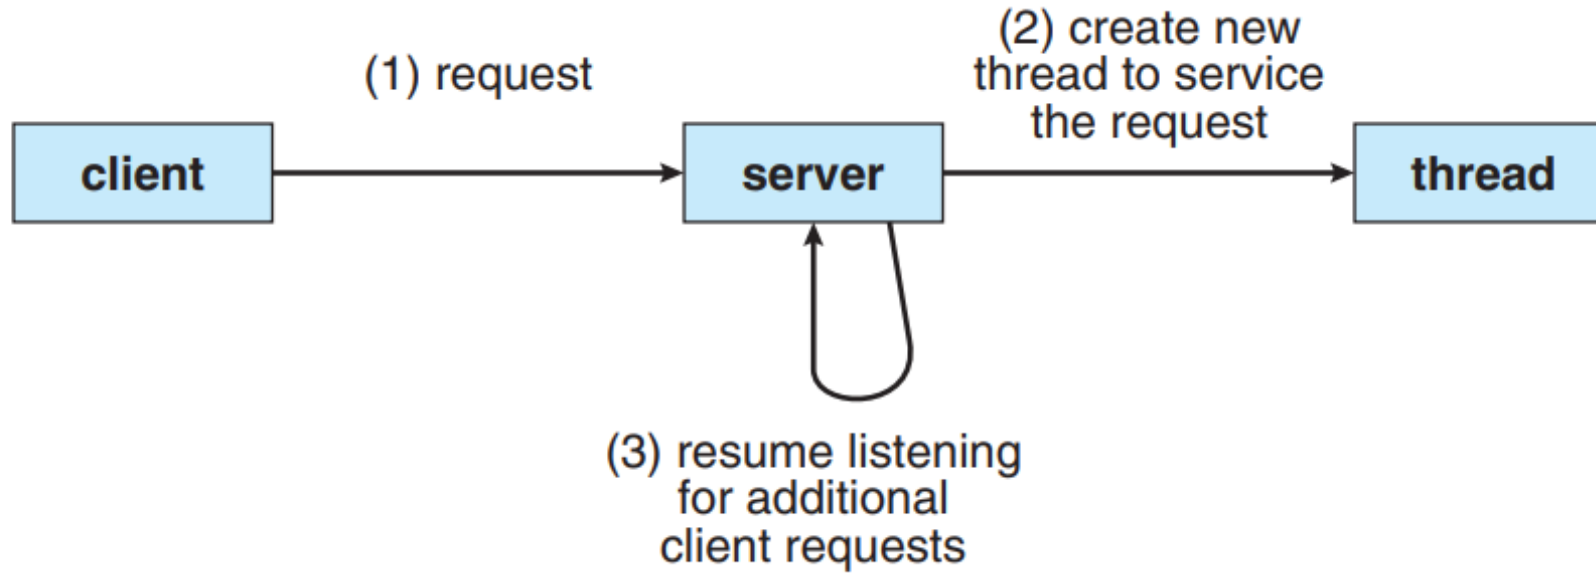 (1) request
(2) create new
thread to service
the request
client
server
thread
(3) resume listening
for additional
client requests